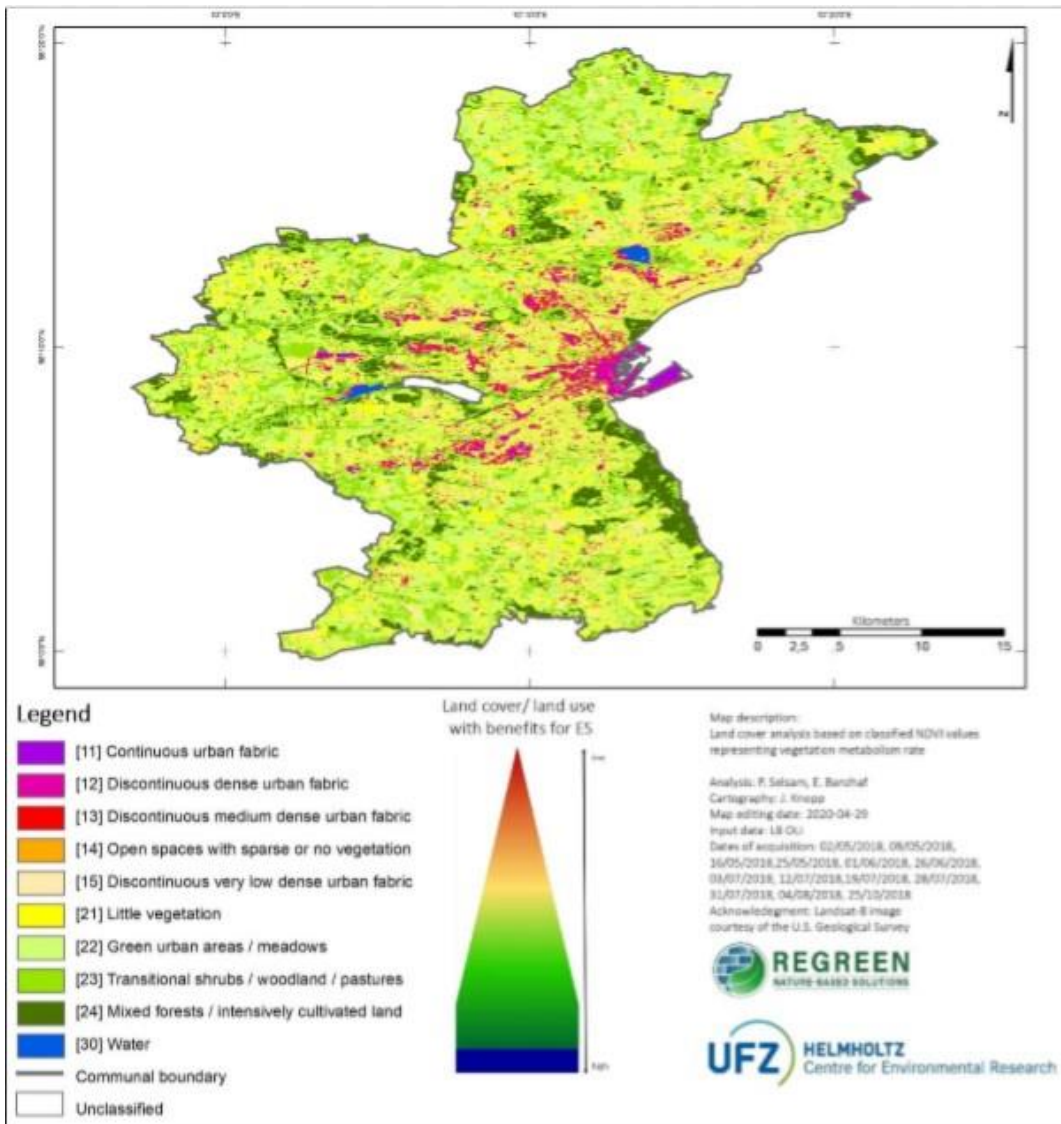 Kilometers
0 2,5 5 10 15
Legend
[11] Continuous urban fabric
[12] Discontinuous dense urban fabric
[13] Discontinuous medium dense urban fabric
[14] Open spaces with sparse or no vegetation
[15] Discontinuous very low dense urban fabric
[21] Little vegetation
[22] Green urban areas / meadows
[23] Transitional shrubs / woodland / pastures
[24] Mixed forests / intensively cultivated land
[30] Water
Communal boundary
Unclassified
Land cover/ land use
with benefits for ES
low
high
Map description:
Land cover analysis based on classified NDVI values
representing vegetation metabolism rate
Analysis: P. Selsam, E. Banzhaf
Cartography: J. Knopp
Map editing date: 2020-04-29
Input data: L8 OLI
Dates of acquisition: 02/05/2018, 09/05/2018,
16/05/2018,25/05/2018, 01/06/2018, 26/06/2018,
03/07/2018, 12/07/2018,19/07/2018, 28/07/2018,
31/07/2018, 04/08/2018, 25/10/2018
Acknowledegment: Landsat-8 image
courtesy of the U.S. Geological Survey
REGREEN
NATURE-BASED SOLUTIONS
UFZ HELMHOLTZ
Centre for Environmental Research